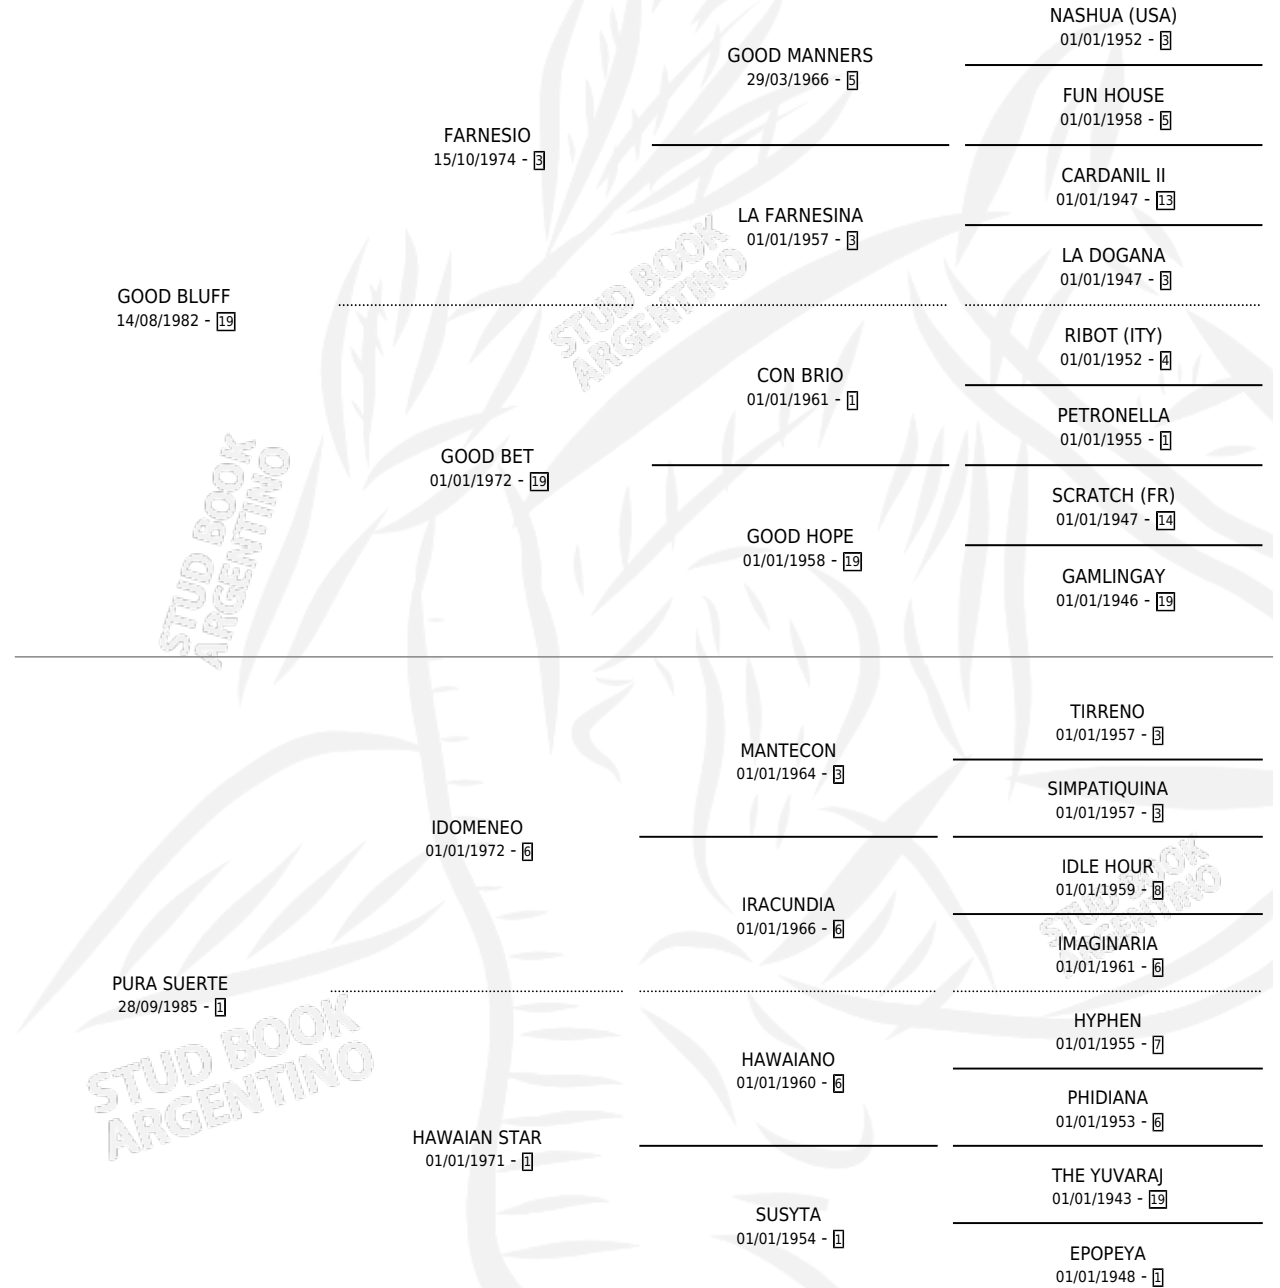 NASHUA (USA)
01/01/1952 - 3
GOOD MANNERS
29/03/1966 - 5
FUN HOUSE
01/01/1958 - 5
FARNESIO
15/10/1974 - 3
CARDANIL II
01/01/1947 - 13
LA FARNESINA
01/01/1957 - 3
LA DOGANA
01/01/1947 - 3
GOOD BLUFF
14/08/1982 - 19
STUD BOOK
ARGENTINO
RIBOT (ITY)
01/01/1952 - 4
CON BRIO
01/01/1961 - 1
PETRONELLA
01/01/1955 - 1
GOOD BET
01/01/1972 - 19
STUD BOOK
ARGENTINO
SCRATCH (FR)
01/01/1947 - 14
GOOD HOPE
01/01/1958 - 19
GAMLINGAY
01/01/1946 - 19
TIRRENO
01/01/1957 - 3
MANTECON
01/01/1964 - 3
SIMPATIQUINA
01/01/1957 - 3
IDOMENEO
01/01/1972 - 6
IDLE HOUR
01/01/1959 - 8
STUD BOOK
ARGENTINO
IRACUNDIA
01/01/1966 - 6
IMAGINARIA
01/01/1961 - 6
PURA SUERTE
28/09/1985 - 1
STUD BOOK
ARGENTINO
HYPHEN
01/01/1955 - 7
HAWAIANO
01/01/1960 - 6
PHIDIANA
01/01/1953 - 6
HAWAIAN STAR
01/01/1971 - 1
THE YUVARAJ
01/01/1943 - 19
SUSYTA
01/01/1954 - 1
EPOPEYA
01/01/1948 - 1